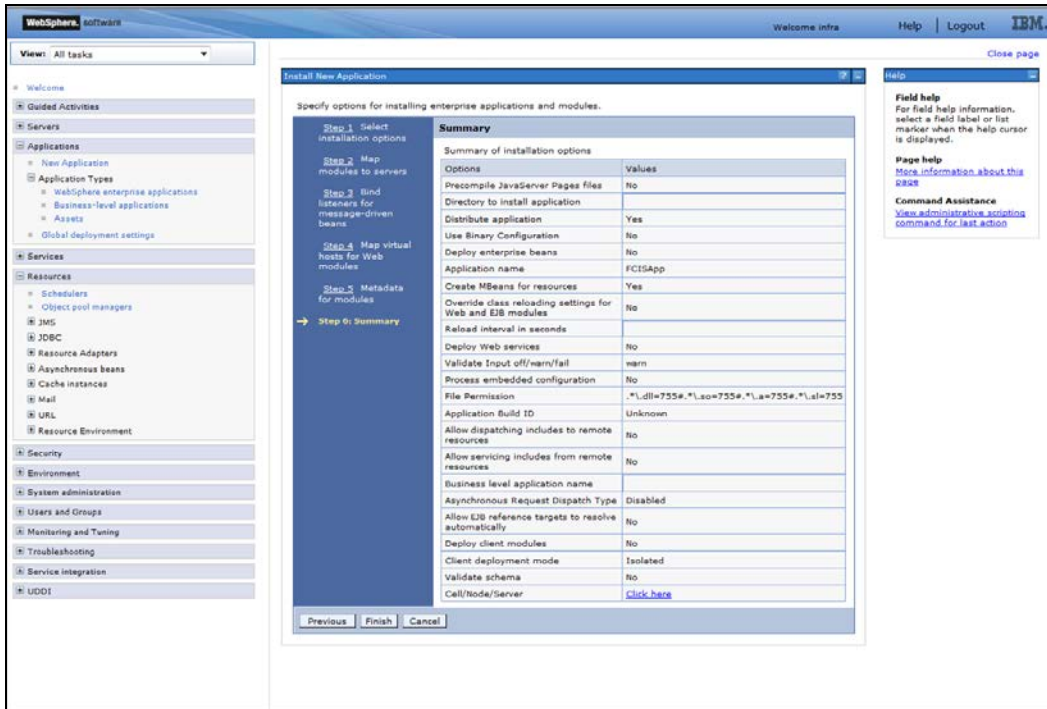 WebSphere. software
Welcome infra
Help | Logout
IBM.
View: All tasks
Close page
Welcome
Guided Activities
Servers
Applications
New Application
Application Types
WebSphere enterprise applications
Business-level applications
Assets
Global deployment settings
Services
Resources
Schedulers
Object pool managers
JMS
JDBC
Resource Adapters
Asynchronous beans
Cache instances
Mail
URL
Resource Environment
Security
Environment
System administration
Users and Groups
Monitoring and Tuning
Troubleshooting
Service integration
UDDI
Install New Application
Specify options for installing enterprise applications and modules.
Step 1 Select
installation options
Step 2 Map
modules to servers
Step 3 Bind
listeners for
message-driven
beans
Step 4 Map virtual
hosts for Web
modules
Step 5 Metadata
for modules
Step 6: Summary
Summary
Summary of installation options
Options Values
Precompile JavaServer Pages files No
Directory to install application
Distribute application Yes
Use Binary Configuration No
Deploy enterprise beans No
Application name FCISApp
Create MBeans for resources Yes
Override class reloading settings for
Web and EJB modules No
Reload interval in seconds
Deploy Web services No
Validate Input off/warn/fail warn
Process embedded configuration No
File Permission .*\.dll=755#.*\.so=755#.*\.a=755#.*\.sl=755
Application Build ID Unknown
Allow dispatching includes to remote
resources No
Allow servicing includes from remote
resources No
Business level application name
Asynchronous Request Dispatch Type Disabled
Allow EJB reference targets to resolve
automatically No
Deploy client modules No
Client deployment mode Isolated
Validate schema No
Cell/Node/Server Click here
Previous Finish Cancel
Help
Field help
For field help information,
select a field label or list
marker when the help cursor
is displayed.
Page help
More information about this
page
Command Assistance
View administrative scripting
command for last action